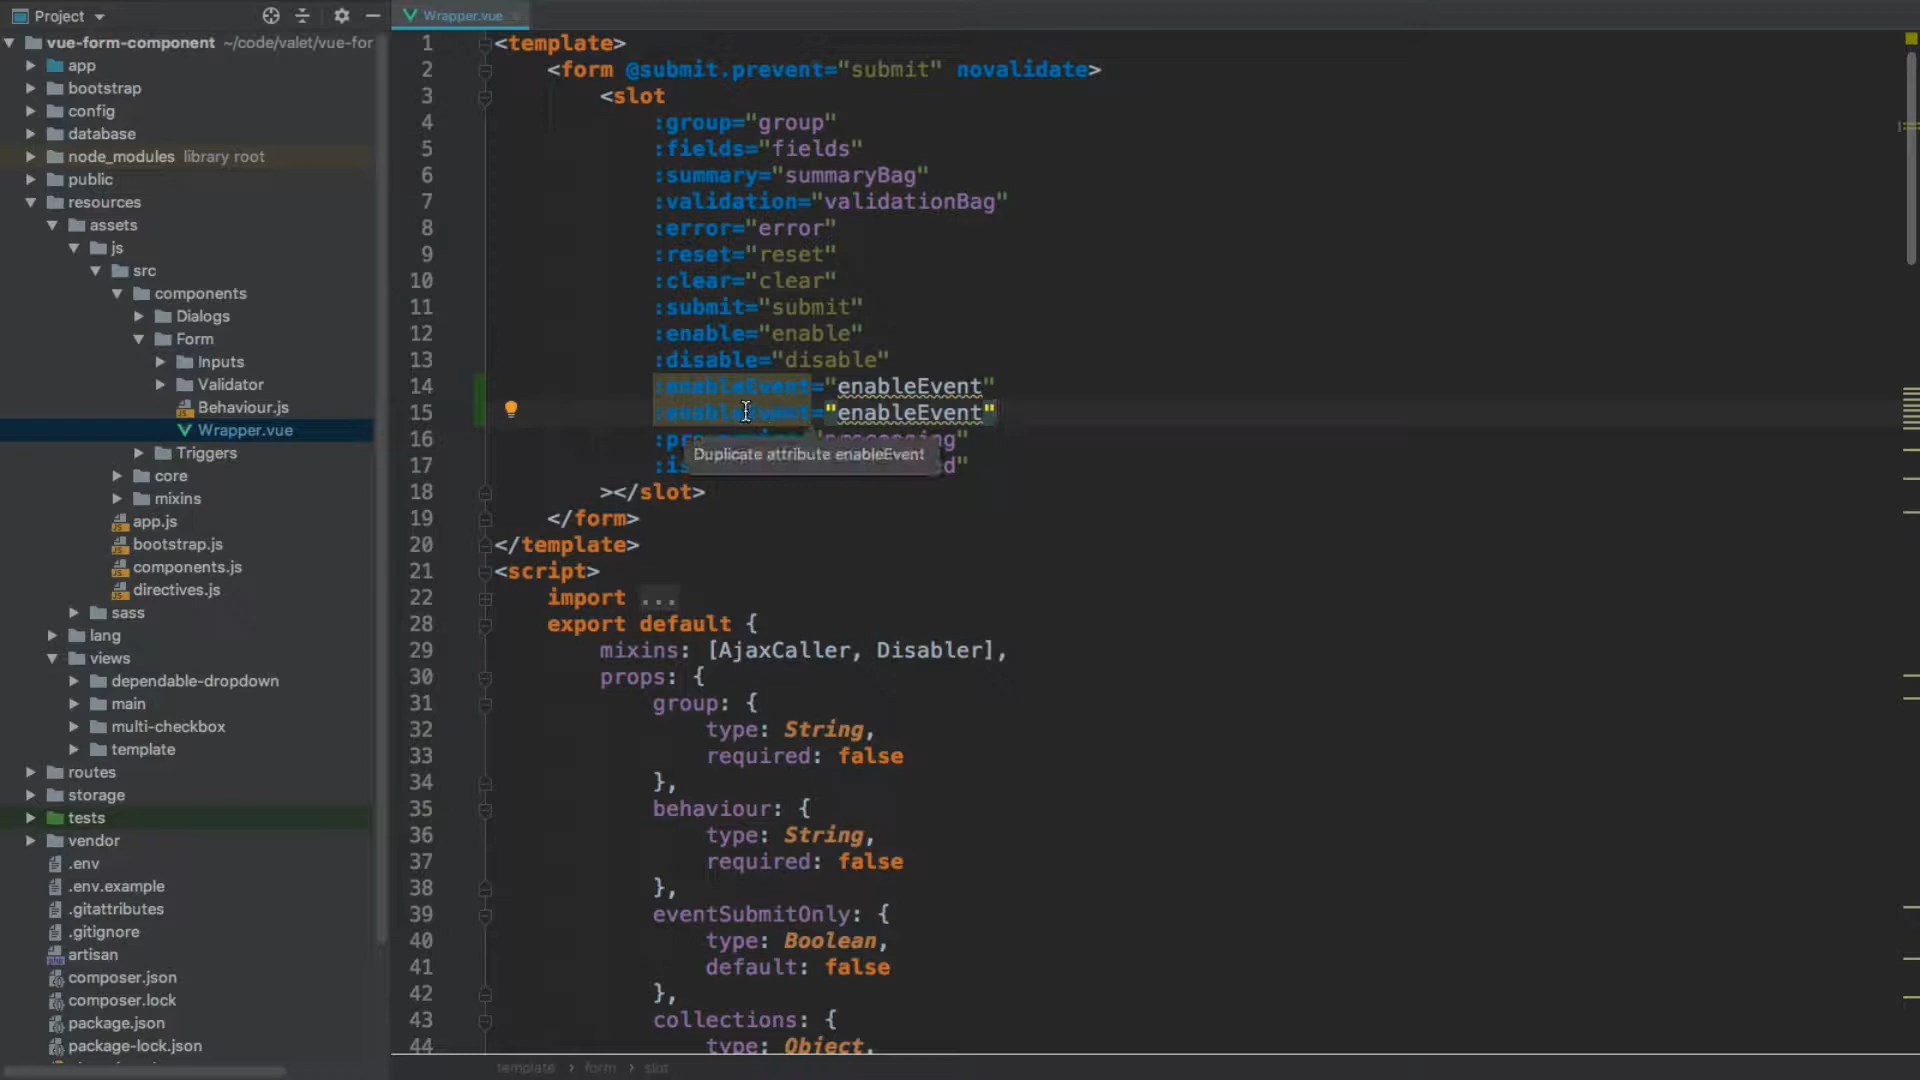 Project
vue-form-component ~/code/valet/vue-for
app
bootstrap
config
database
node_modules library root
public
resources
assets
js
src
components
Dialogs
Form
Inputs
Validator
Behaviour.js
Wrapper.vue
Triggers
core
mixins
app.js
bootstrap.js
components.js
directives.js
sass
lang
views
dependable-dropdown
main
multi-checkbox
template
routes
storage
tests
vendor
.env
.env.example
.gitattributes
.gitignore
artisan
composer.json
composer.lock
package.json
package-lock.json
Wrapper.vue
1 <template>
2 <form @submit.prevent="submit" novalidate>
3 <slot
4 :group="group"
5 :fields="fields"
6 :summary="summaryBag"
7 :validation="validationBag"
8 :error="error"
9 :reset="reset"
10 :clear="clear"
11 :submit="submit"
12 :enable="enable"
13 :disable="disable"
14 :enableEvent="enableEvent"
15 :enableEvent="enableEvent"
16 :processing="processing"
Duplicate attribute enableEvent
17 :is d"
18 ></slot>
19 </form>
20 </template>
21 <script>
22 import ...
28 export default {
29 mixins: [AjaxCaller, Disabler],
30 props: {
31 group: {
32 type: String,
33 required: false
34 },
35 behaviour: {
36 type: String,
37 required: false
38 },
39 eventSubmitOnly: {
40 type: Boolean,
41 default: false
42 },
43 collections: {
44 type: Object,
template › form › slot